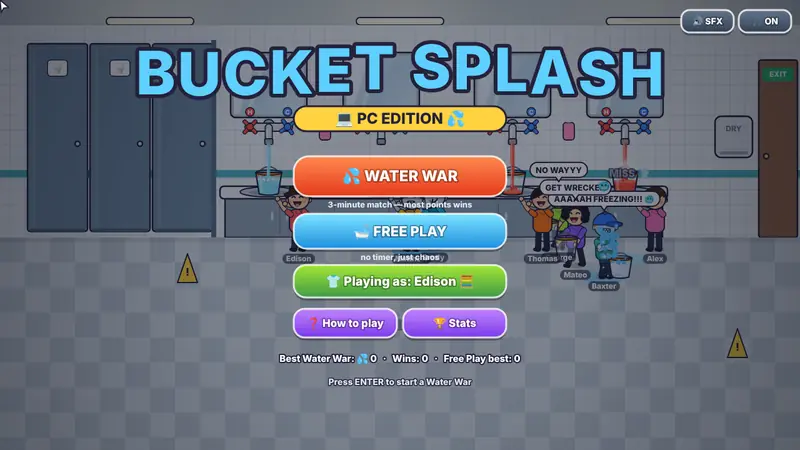 SFX
ON
BUCKET SPLASH
PC EDITION
WATER WAR
3-minute match — most points wins
FREE PLAY
no timer, just chaos
Playing as: Edison
How to play
Stats
Best Water War: 0 · Wins: 0 · Free Play best: 0
Press ENTER to start a Water War
EXIT
DRY
H
C
H
C
H
C
MISS
NO WAYYY
GET WRECKED
AAAXAH FREEZING!!!
Edison
Thomas
Mateo
Baxter
Alex